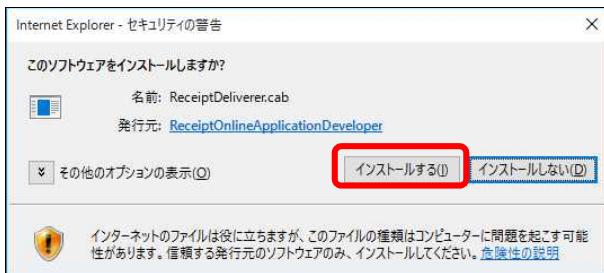 Internet Explorer - セキュリティの警告
このソフトウェアをインストールしますか?
名前: ReceiptDeliverer.cab
発行元: ReceiptOnlineApplicationDeveloper
その他のオプションの表示(O)
インストールする(I)
インストールしない(D)
インターネットのファイルは役に立ちますが、このファイルの種類はコンピューターに問題を起こす可能
性があります。信頼する発行元のソフトウェアのみ、インストールしてください。危険性の説明